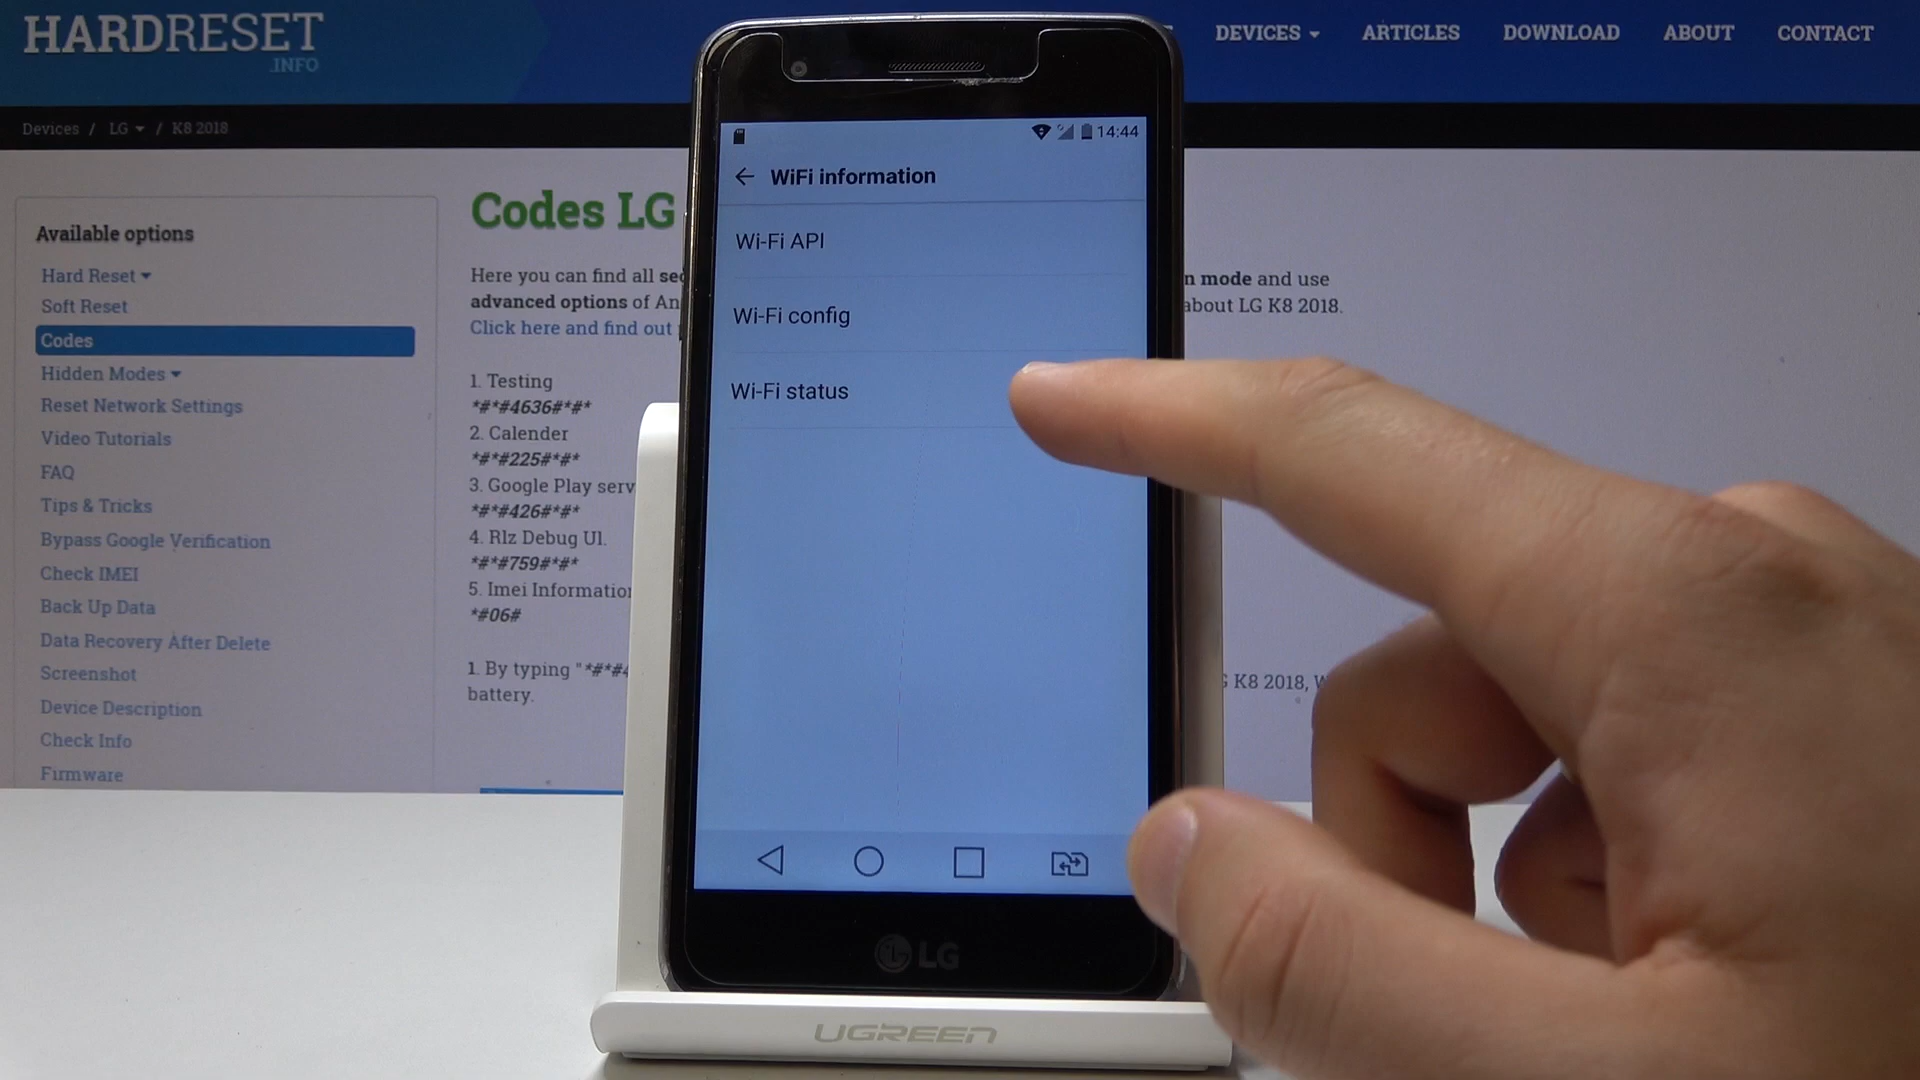 HARDRESET
.INFO
DEVICES
ARTICLES
DOWNLOAD
ABOUT
CONTACT
Devices / LG / K8 2018
Available options
Hard Reset
Soft Reset
Codes
Hidden Modes
Reset Network Settings
Video Tutorials
FAQ
Tips & Tricks
Bypass Google Verification
Check IMEI
Back Up Data
Data Recovery After Delete
Screenshot
Device Description
Check Info
Firmware
Codes LG
Here you can find all
advanced options of
Click here and find out
n mode and use
about LG K8 2018.
1. Testing
*#*#4636#*#*
2. Calender
*#*#225#*#*
3. Google Play serv
*#*#426#*#*
4. Rlz Debug UI.
*#*#759#*#*
5. Imei Information
*#06#
1. By typing "*#*#4
battery.
K8 2018,
14:44
WiFi information
Wi-Fi API
Wi-Fi config
Wi-Fi status
LG
UGREEN